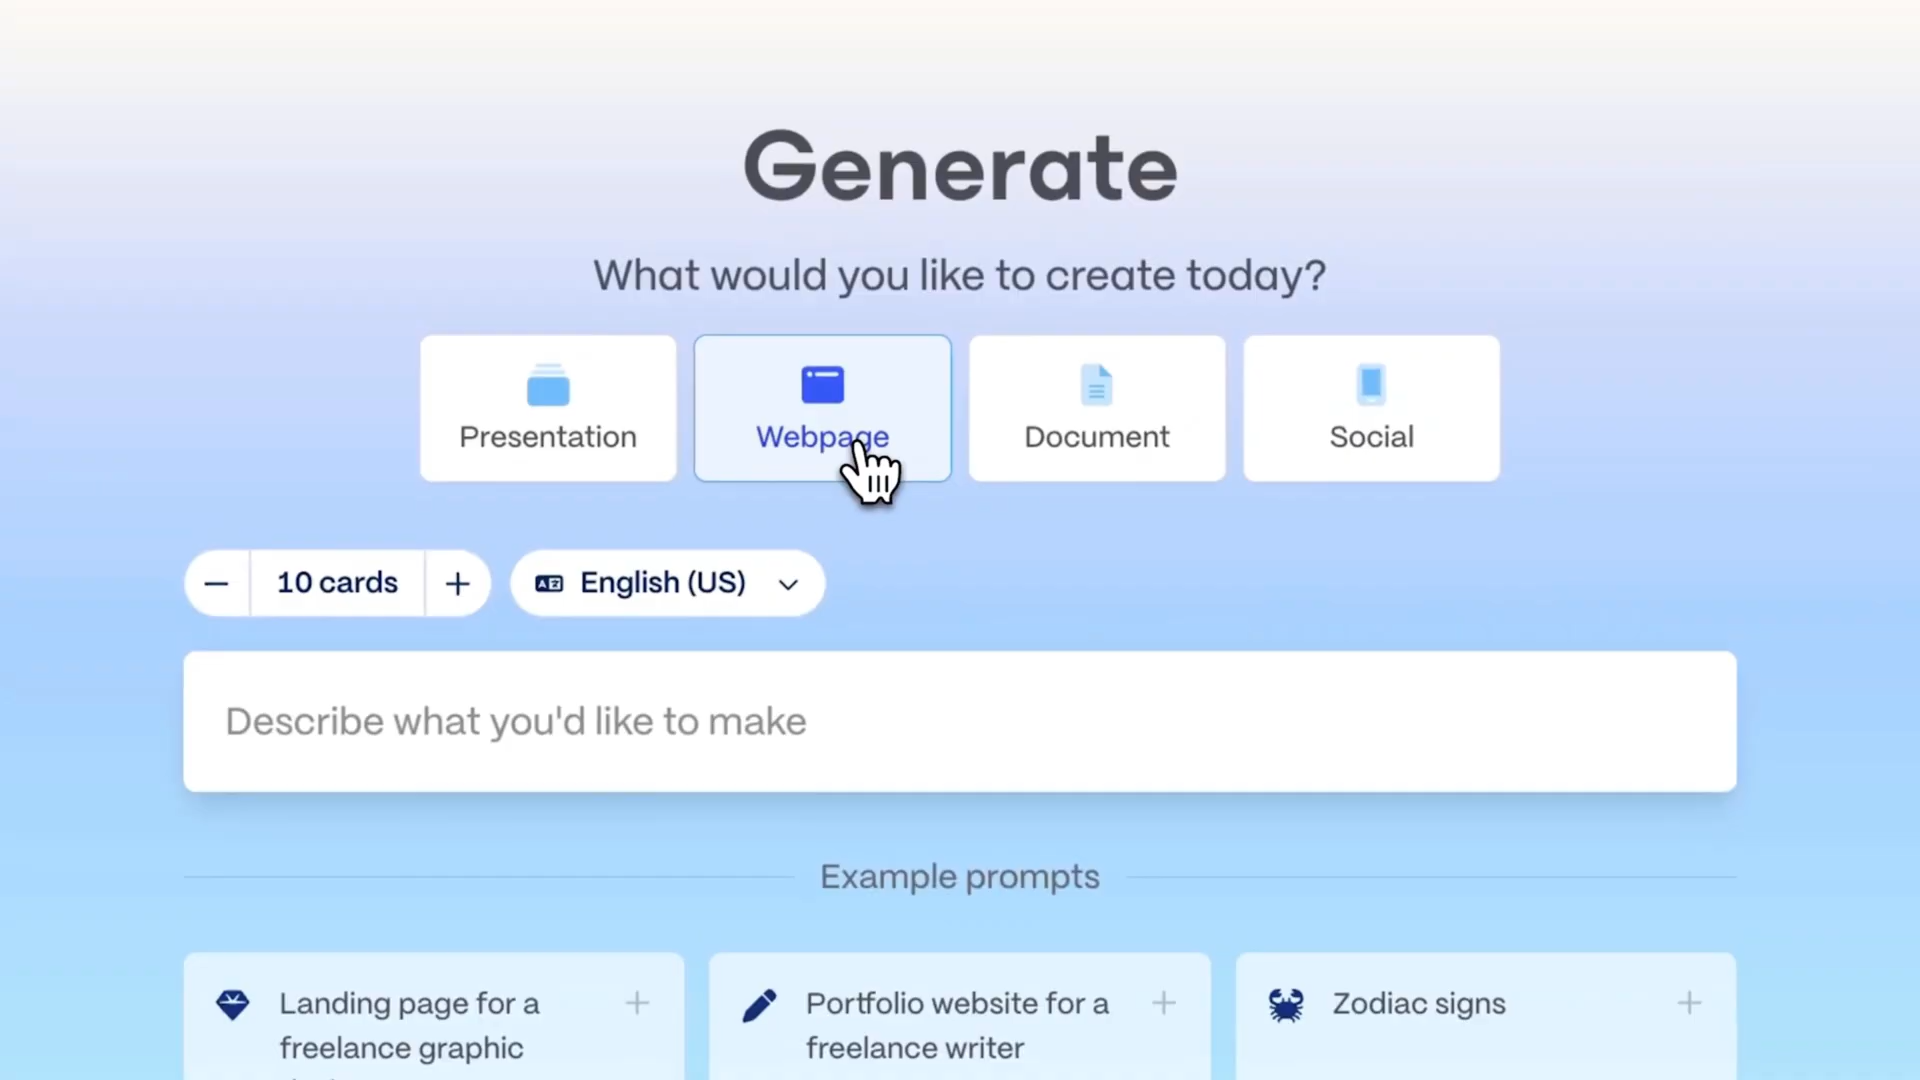 Generate
What would you like to create today?
Presentation
Webpage
Document
Social
10 cards
English (US)
Describe what you'd like to make
Example prompts
Landing page for a
freelance graphic
Portfolio website for a
freelance writer
Zodiac signs